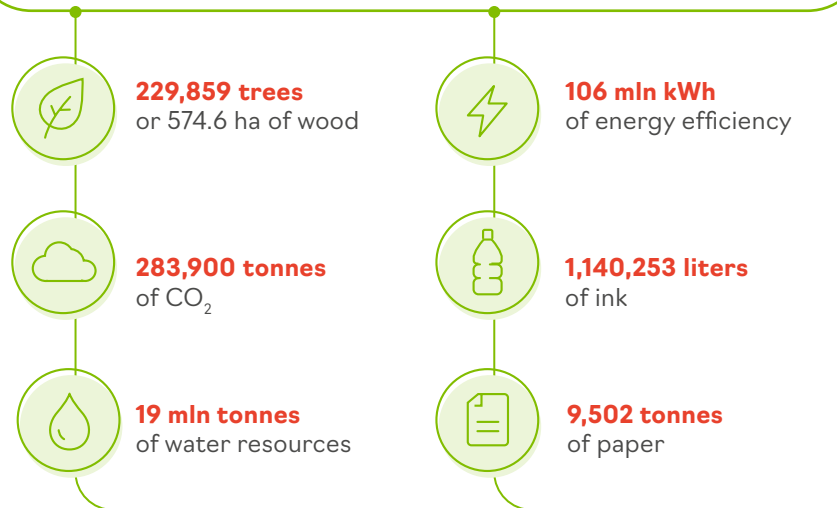 229,859 trees
or 574.6 ha of wood
283,900 tonnes
of CO₂
19 mln tonnes
of water resources
106 mln kWh
of energy efficiency
1,140,253 liters
of ink
9,502 tonnes
of paper